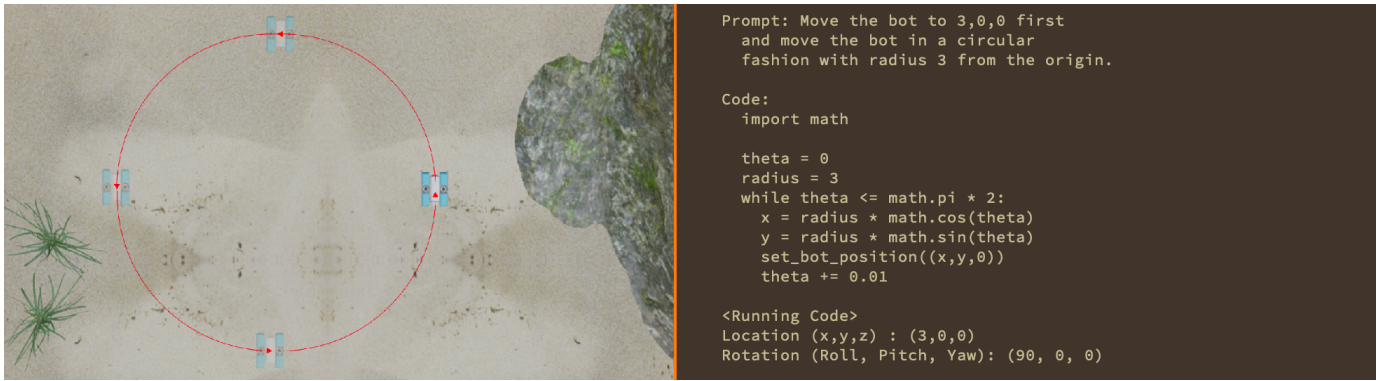 Prompt: Move the bot to 3,0,0 first
and move the bot in a circular
fashion with radius 3 from the origin.
Code:
import math
theta = 0
radius = 3
while theta <= math.pi * 2:
x = radius * math.cos(theta)
y = radius * math.sin(theta)
set_bot_position((x,y,0))
theta += 0.01
<Running Code>
Location (x,y,z) : (3,0,0)
Rotation (Roll, Pitch, Yaw): (90, 0, 0)